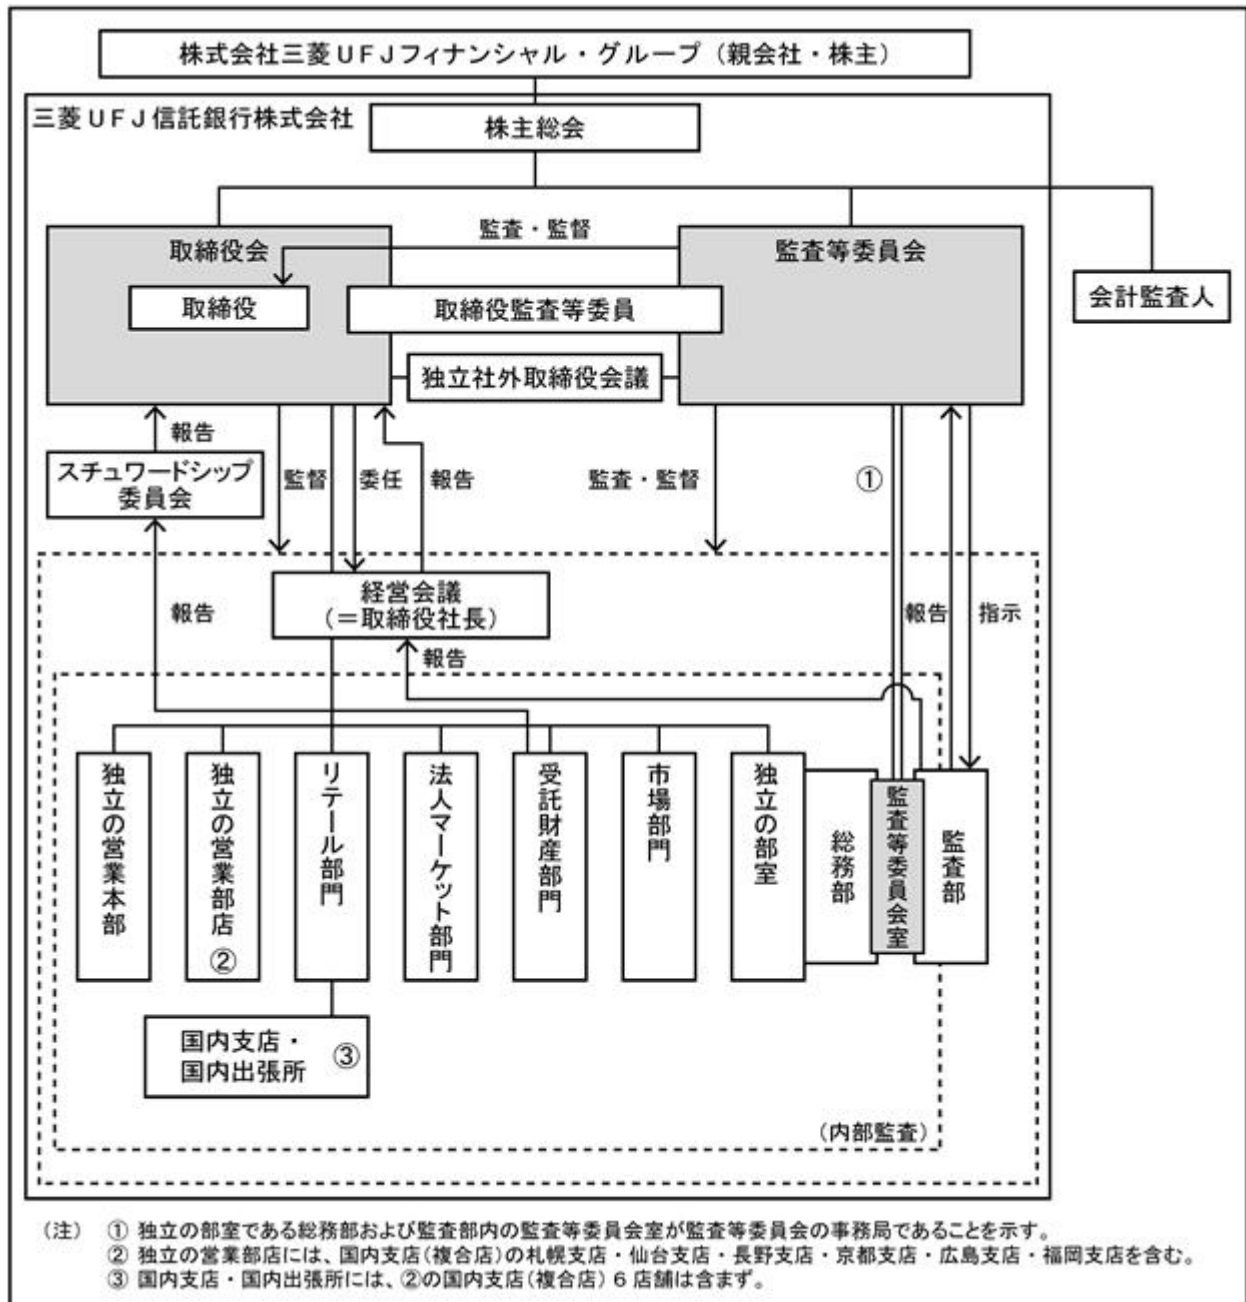 株式会社三菱ＵＦＪフィナンシャル・グループ（親会社・株主）
三菱ＵＦＪ信託銀行株式会社
株主総会
取締役会
監査・監督
監査等委員会
取締役
取締役監査等委員
会計監査人
独立社外取締役会議
報告
スチュワードシップ
委員会
監督
委任
報告
監査・監督
①
経営会議
（＝取締役社長）
報告
報告
指示
報告
独立の営業本部
独立の営業部店
②
リテール部門
法人マーケット部門
受託財産部門
市場部門
独立の部室
総務部
監査等委員会室
監査部
国内支店・
国内出張所
③
（内部監査）
（注） ① 独立の部室である総務部および監査部内の監査等委員会室が監査等委員会の事務局であることを示す。
② 独立の営業部店には、国内支店（複合店）の札幌支店・仙台支店・長野支店・京都支店・広島支店・福岡支店を含む。
③ 国内支店・国内出張所には、②の国内支店（複合店）６店舗は含まず。